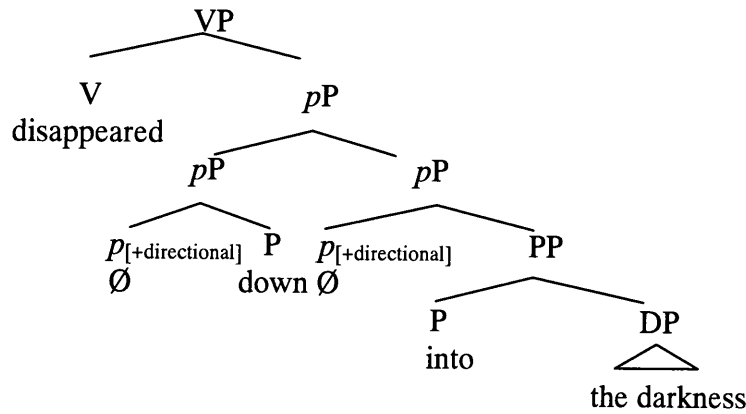 VP
V pP
disappeared
pP pP
p[+directional] P p[+directional] PP
Ø down Ø
P DP
into
the darkness